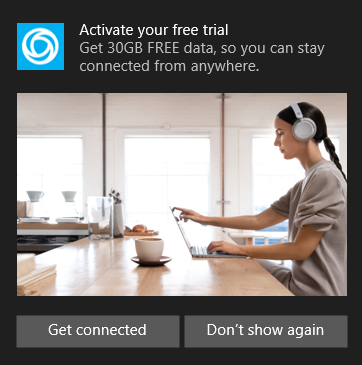 Activate your free trial
Get 30GB FREE data, so you can stay
connected from anywhere.
Get connected
Don’t show again